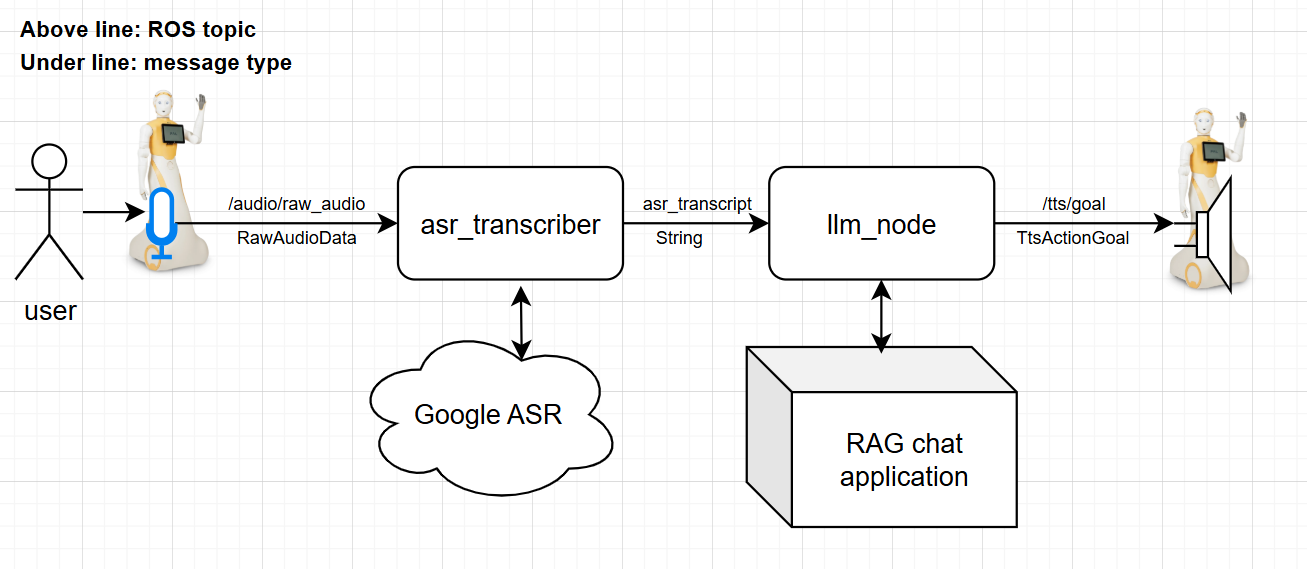 Above line: ROS topic
Under line: message type
/audio/raw_audio
RawAudioData
asr_transcriber
asr_transcript
String
llm_node
/tts/goal
TtsActionGoal
user
Google ASR
RAG chat
application